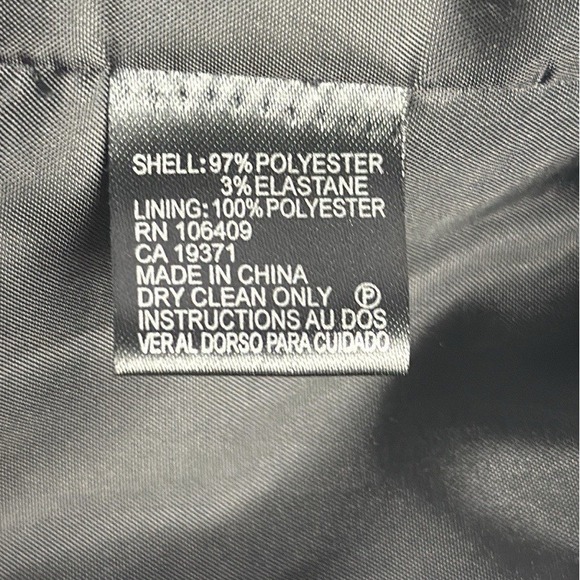 SHELL: 97% POLYESTER
3% ELASTANE
LINING: 100% POLYESTER
RN 106409
CA 19371
MADE IN CHINA
DRY CLEAN ONLY Ⓟ
INSTRUCTIONS AU DOS
VER AL DORSO PARA CUIDADO